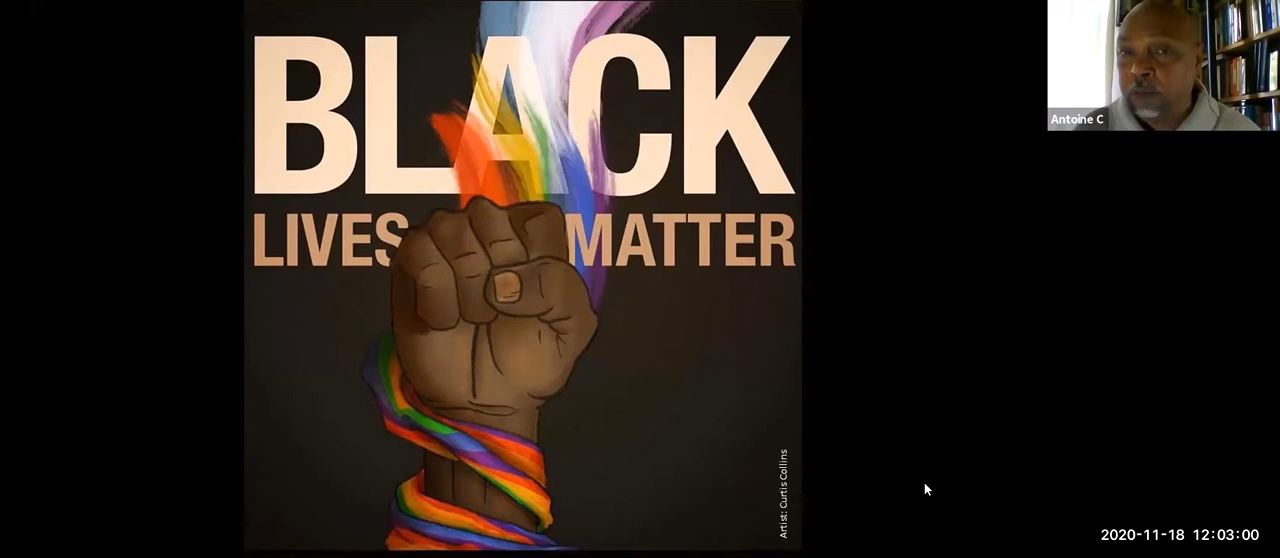 BLACK
LIVES MATTER
Antoine C
Artist: Curtis Collins
2020-11-18 12:03:00